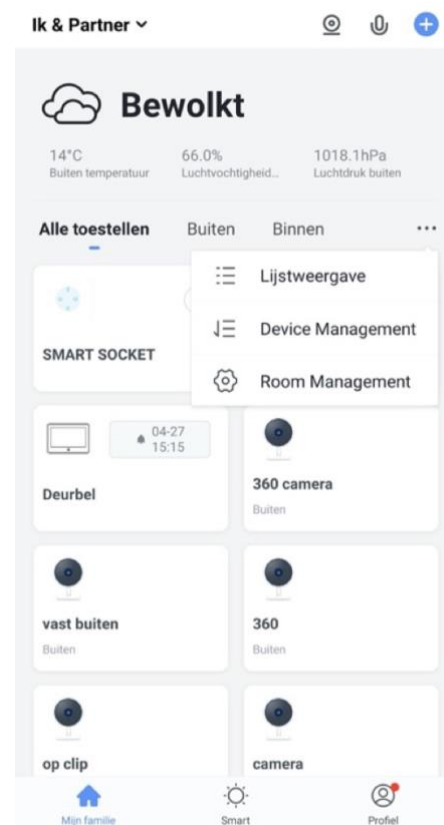 Ik & Partner
Bewolkt
14°C 66.0% 1018.1hPa
Buiten temperatuur Luchtvochtigheid... Luchtdruk buiten
Alle toestellen Buiten Binnen ...
Lijstweergave
Device Management
Room Management
SMART SOCKET
04-27
15:15
Deurbel
360 camera
Buiten
vast buiten
Buiten
360
Buiten
op clip
camera
Mijn familie Smart Profiel